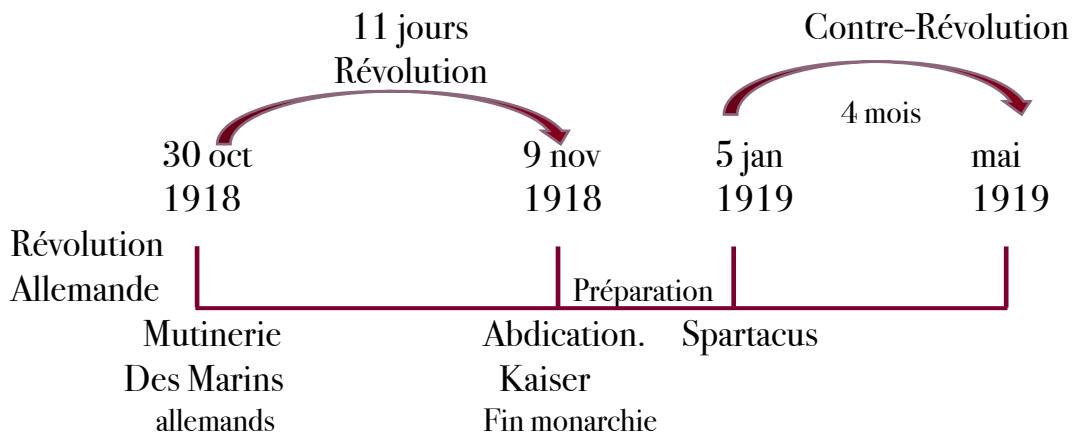 11 jours
Révolution
Contre-Révolution
4 mois
30 oct
1918
9 nov
1918
5 jan
1919
mai
1919
Révolution
Allemande
Préparation
Mutinerie
Des Marins
allemands
Abdication.
Kaiser
Fin monarchie
Spartacus